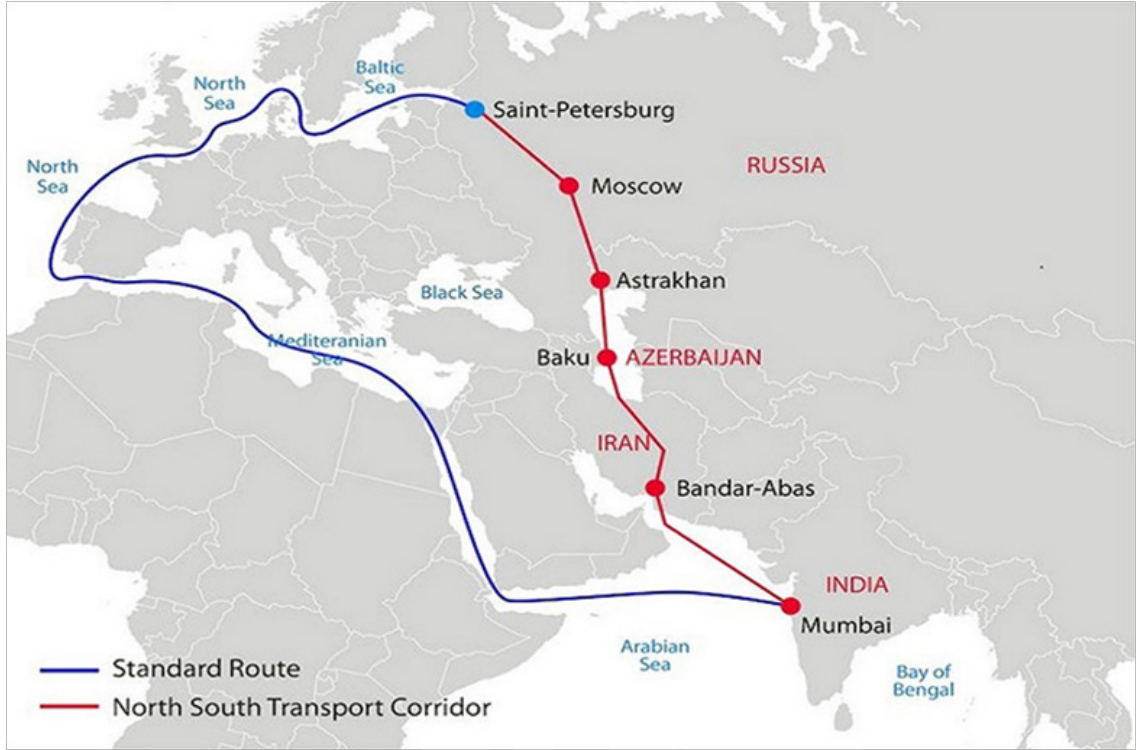 Baltic
Sea
North
Sea
Saint-Petersburg
North
Sea
RUSSIA
Moscow
Astrakhan
Black Sea
Mediteranian
Sea
Baku
AZERBAIJAN
IRAN
Bandar-Abas
INDIA
Mumbai
Arabian
Sea
Bay of
Bengal
Standard Route
North South Transport Corridor